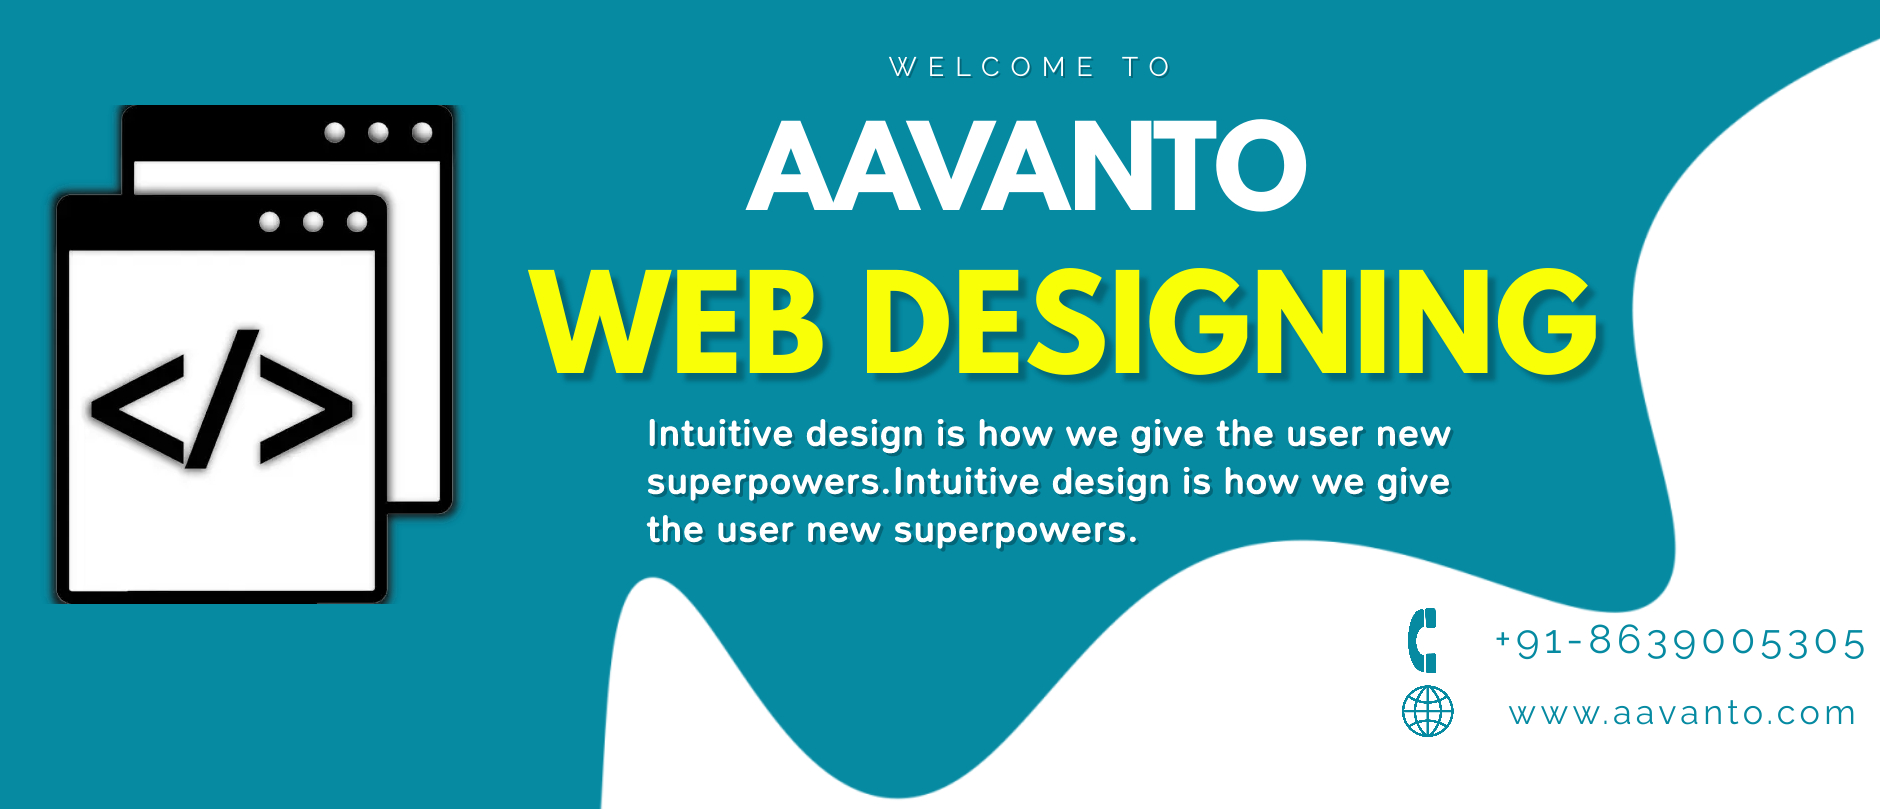 WELCOME TO
AAVANTO
WEB DESIGNING
Intuitive design is how we give the user new
superpowers.Intuitive design is how we give
the user new superpowers.
</>
+91-8639005305
www.aavanto.com